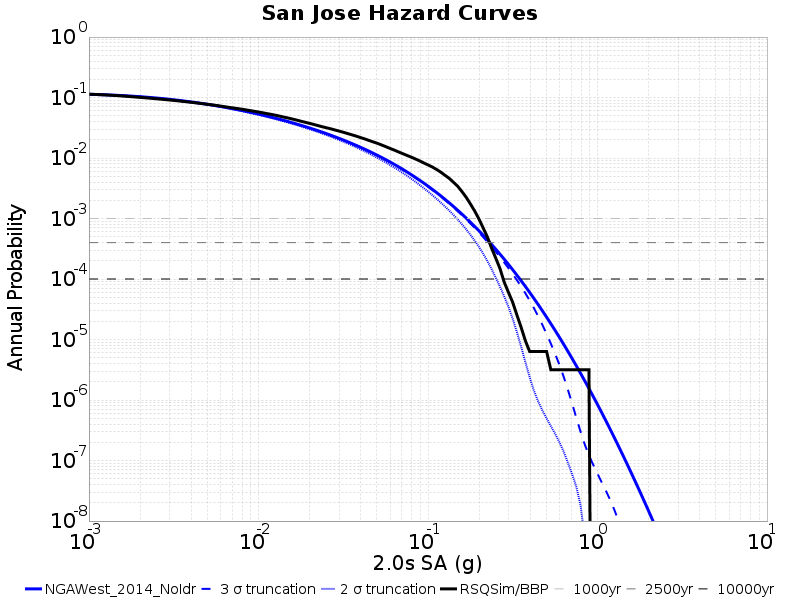 San Jose Hazard Curves
10^0
10^-1
10^-2
10^-3
10^-4
10^-5
10^-6
10^-7
10^-8
Annual Probability
10^-3 10^-2 10^-1 10^0 10^1
2.0s SA (g)
NGAWest_2014_NoIdr 3 σ truncation 2 σ truncation RSQSim/BBP 1000yr 2500yr 10000yr